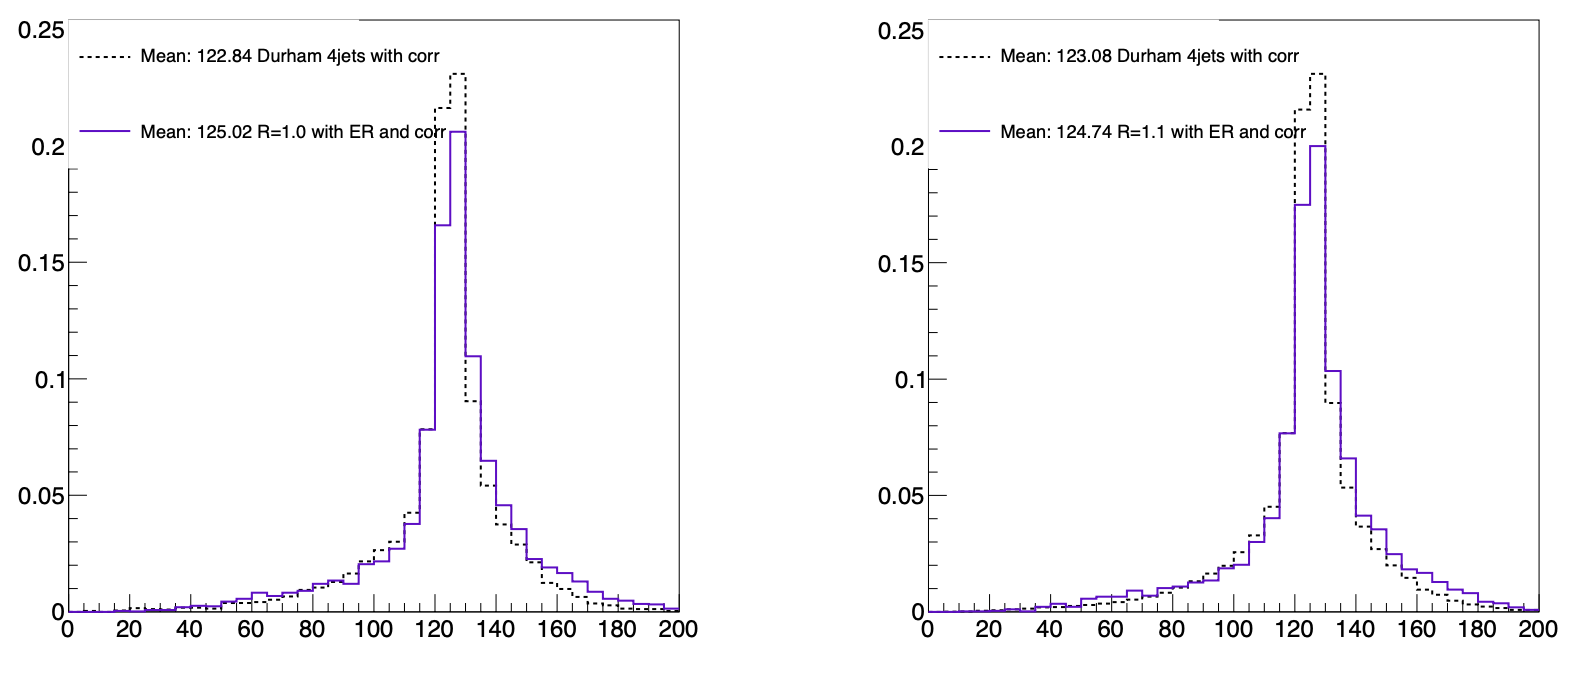 0.25
Mean: 122.84 Durham 4jets with corr
Mean: 125.02 R=1.0 with ER and corr
0.2
0.15
0.1
0.05
0
0 20 40 60 80 100 120 140 160 180 200
0.25
Mean: 123.08 Durham 4jets with corr
Mean: 124.74 R=1.1 with ER and corr
0.2
0.15
0.1
0.05
0
0 20 40 60 80 100 120 140 160 180 200